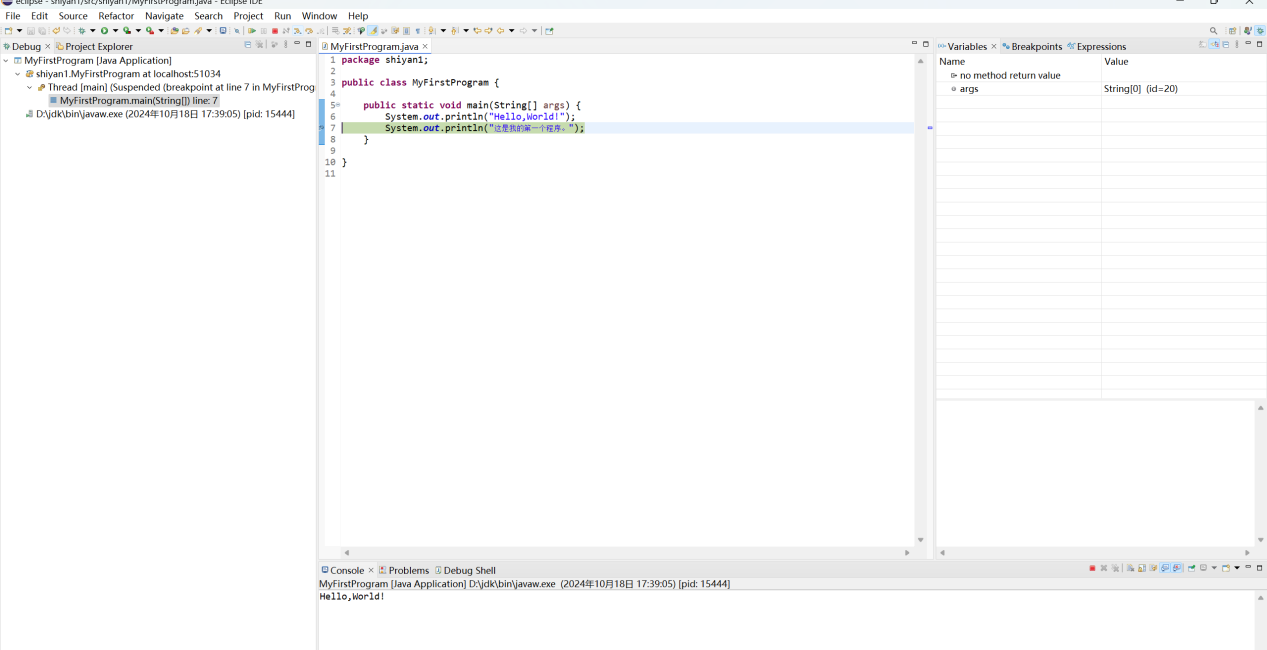 eclipse - shiyan1/src/shiyan1/MyFirstProgram.java - Eclipse IDE
File Edit Source Refactor Navigate Search Project Run Window Help
Debug Project Explorer
MyFirstProgram [Java Application]
shiyan1.MyFirstProgram at localhost:51034
Thread [main] (Suspended (breakpoint at line 7 in MyFirstProg
MyFirstProgram.main(String[]) line: 7
D:\jdk\bin\javaw.exe (2024年10月18日 17:39:05) [pid: 15444]
MyFirstProgram.java
1 package shiyan1;
2
3 public class MyFirstProgram {
4
5 public static void main(String[] args) {
6 System.out.println("Hello,World!");
7 System.out.println("这是我的第一个程序。");
8 }
9
10 }
11
Variables Breakpoints Expressions
Name Value
no method return value
args String[0] (id=20)
Console Problems Debug Shell
MyFirstProgram [Java Application] D:\jdk\bin\javaw.exe (2024年10月18日 17:39:05) [pid: 15444]
Hello,World!